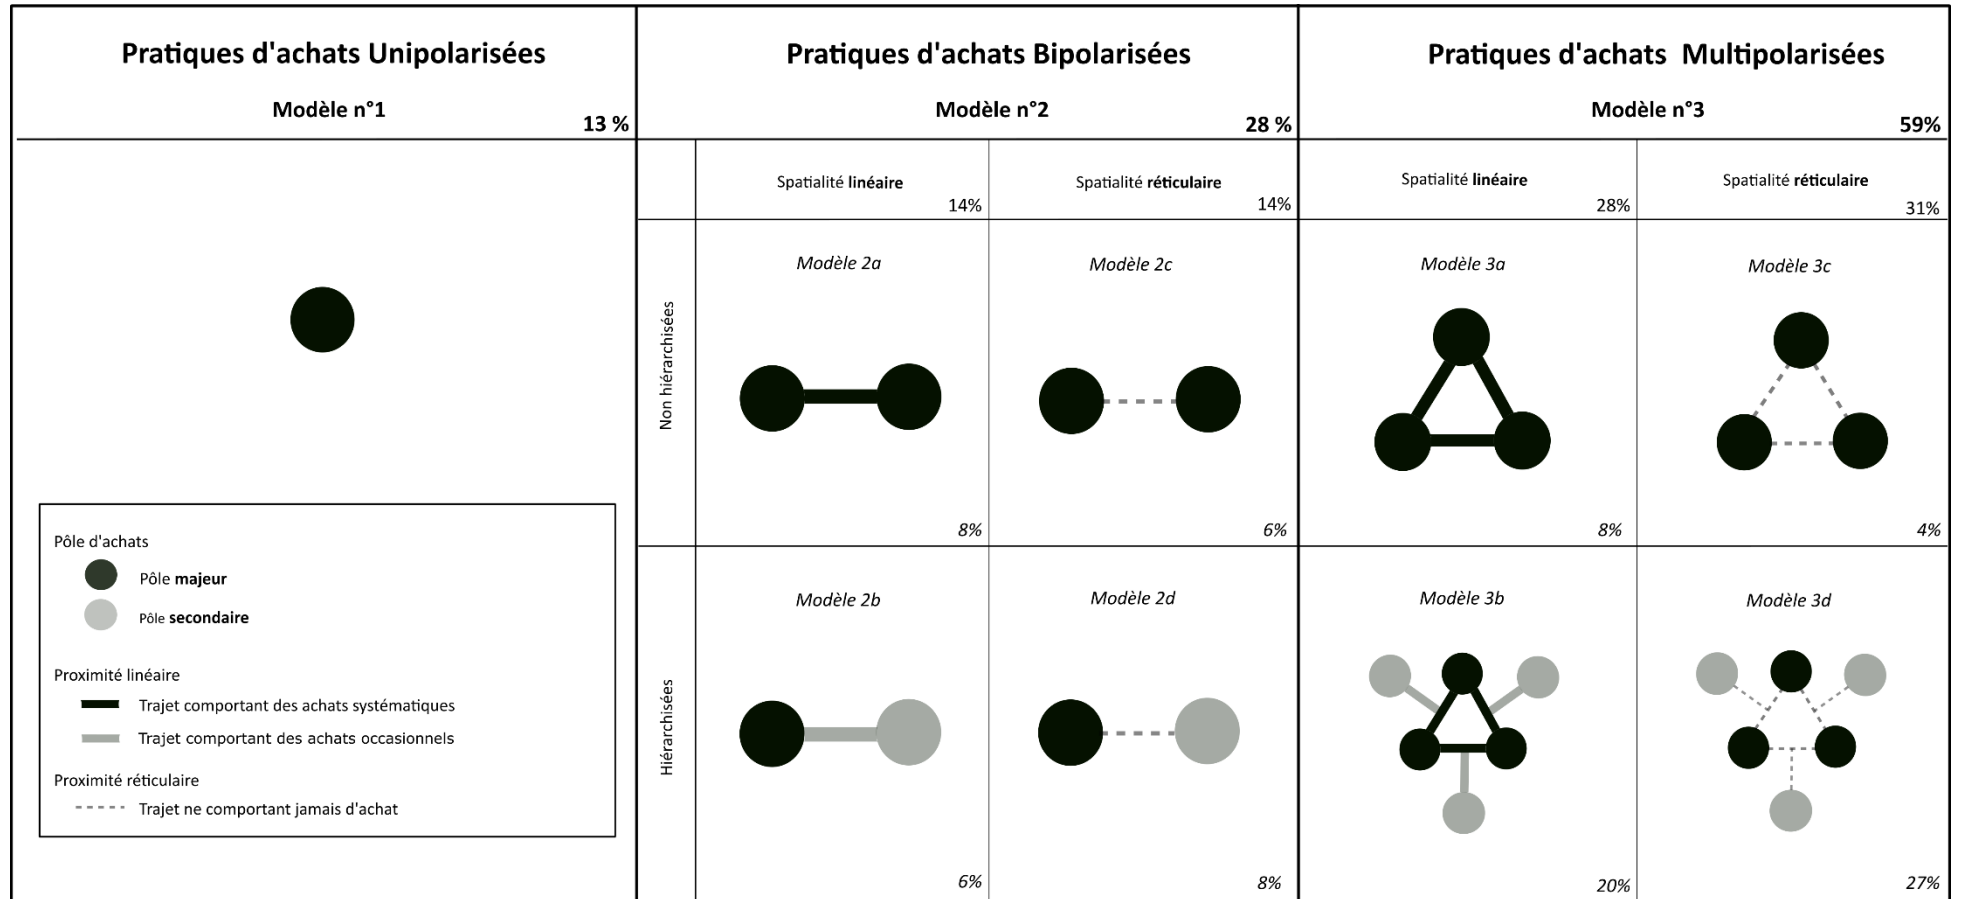 Pratiques d'achats Unipolarisées
Modèle n°1
13 %
Pôle d'achats
Pôle majeur
Pôle secondaire
Proximité linéaire
Trajet comportant des achats systématiques
Trajet comportant des achats occasionnels
Proximité réticulaire
Trajet ne comportant jamais d'achat
Pratiques d'achats Bipolarisées
Modèle n°2
28 %
Spatialité linéaire
14%
Spatialité réticulaire
14%
Non hiérarchisées
Modèle 2a
8%
Modèle 2c
6%
Hiérarchisées
Modèle 2b
6%
Modèle 2d
8%
Pratiques d'achats Multipolarisées
Modèle n°3
59%
Spatialité linéaire
28%
Spatialité réticulaire
31%
Modèle 3a
8%
Modèle 3c
4%
Modèle 3b
20%
Modèle 3d
27%